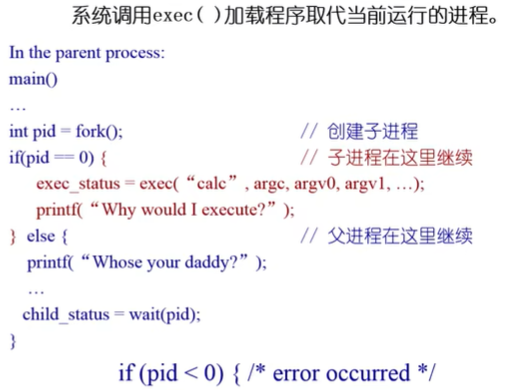 系统调用exec( )加载程序取代当前运行的进程。
In the parent process:
main()
…
int pid = fork(); // 创建子进程
if(pid == 0) { // 子进程在这里继续
exec_status = exec(“calc”, argc, argv0, argv1, …);
printf(“Why would I execute?”);
} else { // 父进程在这里继续
printf(“Whose your daddy?”);
…
child_status = wait(pid);
}
if (pid < 0) { /* error occurred */